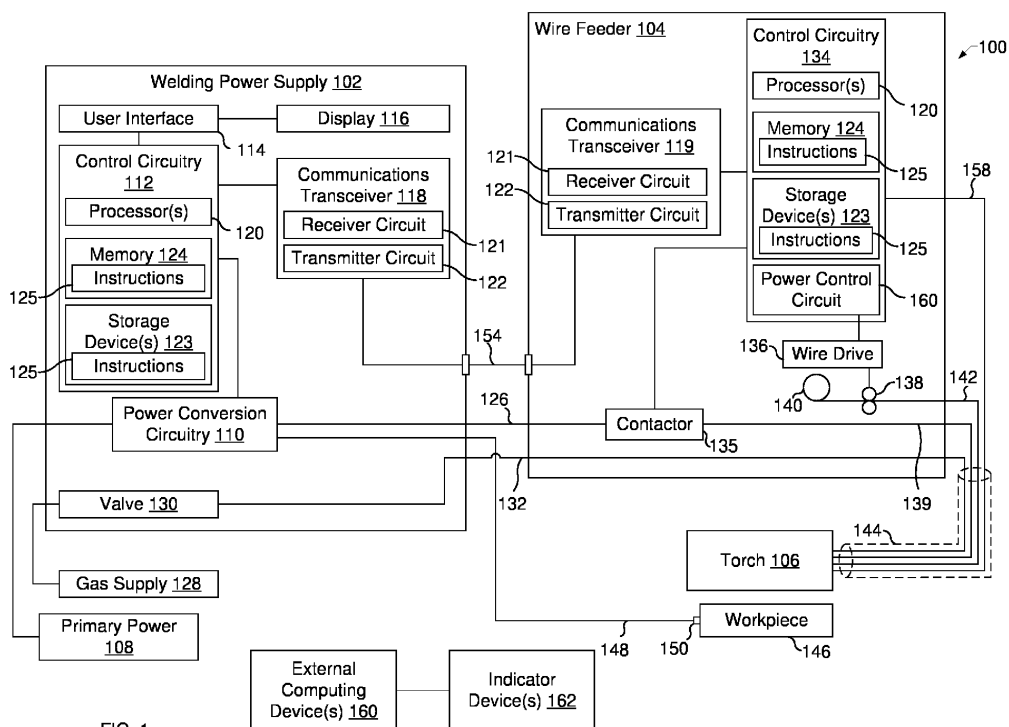 Wire Feeder 104
Control Circuitry
134
Processor(s)
120
Memory 124
Instructions
125
Storage
Device(s) 123
Instructions
125
Power Control
Circuit
160
158
100
Communications
Transceiver 119
121
Receiver Circuit
122
Transmitter Circuit
136
Wire Drive
138
140
142
Contactor
135
139
Welding Power Supply 102
User Interface
114
Display 116
Control Circuitry
112
Processor(s)
120
Memory 124
Instructions
125
Storage
Device(s) 123
Instructions
125
Communications
Transceiver 118
Receiver Circuit
121
Transmitter Circuit
122
154
Power Conversion
Circuitry 110
126
132
Valve 130
144
Torch 106
Gas Supply 128
Primary Power
108
148
150
Workpiece
146
External
Computing
Device(s) 160
Indicator
Device(s) 162
FIG. 1